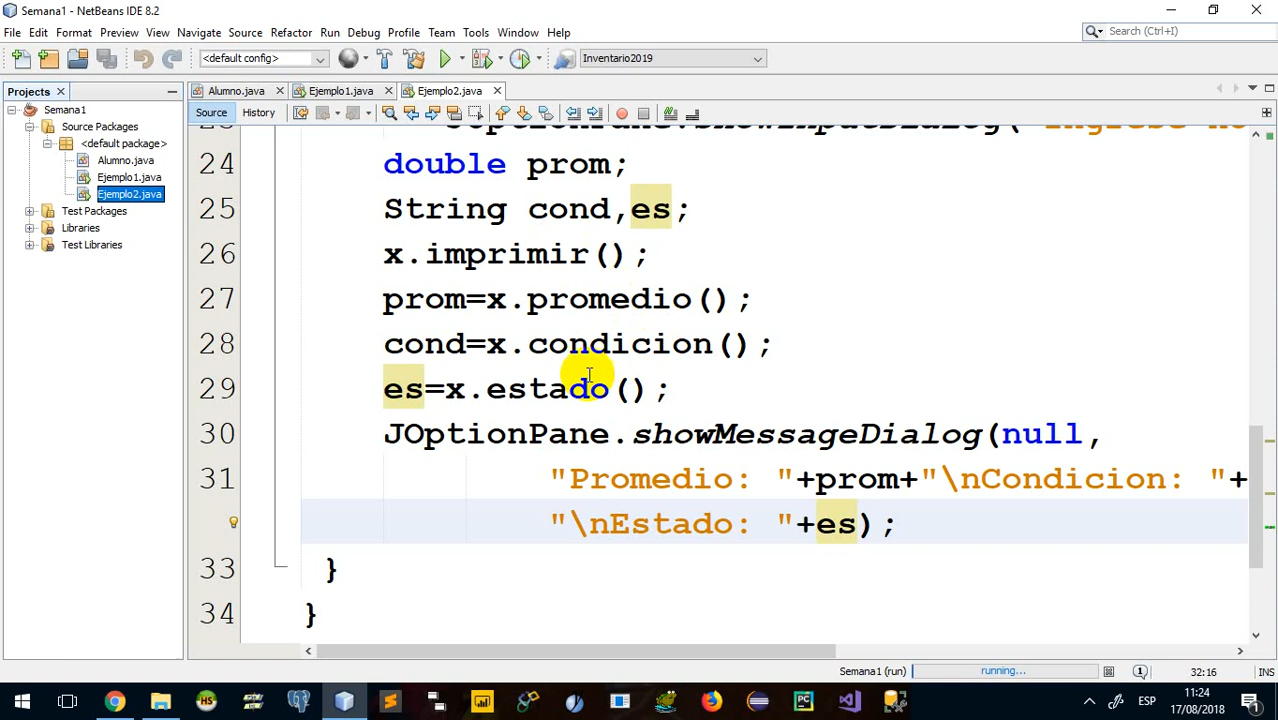 Semana1 - NetBeans IDE 8.2
File Edit Format Preview View Navigate Source Refactor Run Debug Profile Team Tools Window Help
Search (Ctrl+I)
<default config>
Inventario2019
Projects
Alumno.java
Ejemplo1.java
Ejemplo2.java
Source
History
Semana1
Source Packages
<default package>
Alumno.java
Ejemplo1.java
Ejemplo2.java
Test Packages
Libraries
Test Libraries
24 double prom;
25 String cond,es;
26 x.imprimir();
27 prom=x.promedio();
28 cond=x.condicion();
29 es=x.estado();
30 JOptionPane.showMessageDialog(null,
31 "Promedio: "+prom+"\nCondicion: "+
"\nEstado: "+es);
33 }
34 }
Semana1 (run)
running...
32:16
INS
HS
PC
ESP
11:24
17/08/2018